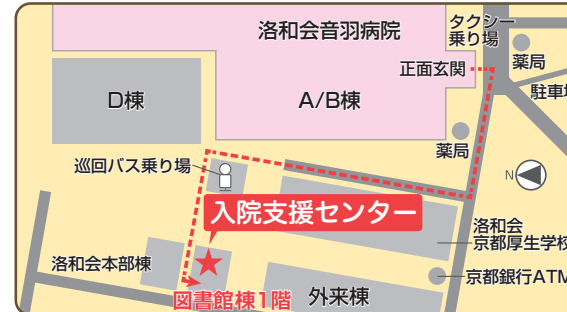 洛和会音羽病院
タクシー
乗り場
薬局
正面玄関
駐車場
D棟
A/B棟
薬局
巡回バス乗り場
N
入院支援センター
洛和会
京都厚生学校
洛和会本部棟
京都銀行ATM
図書館棟1階
外来棟